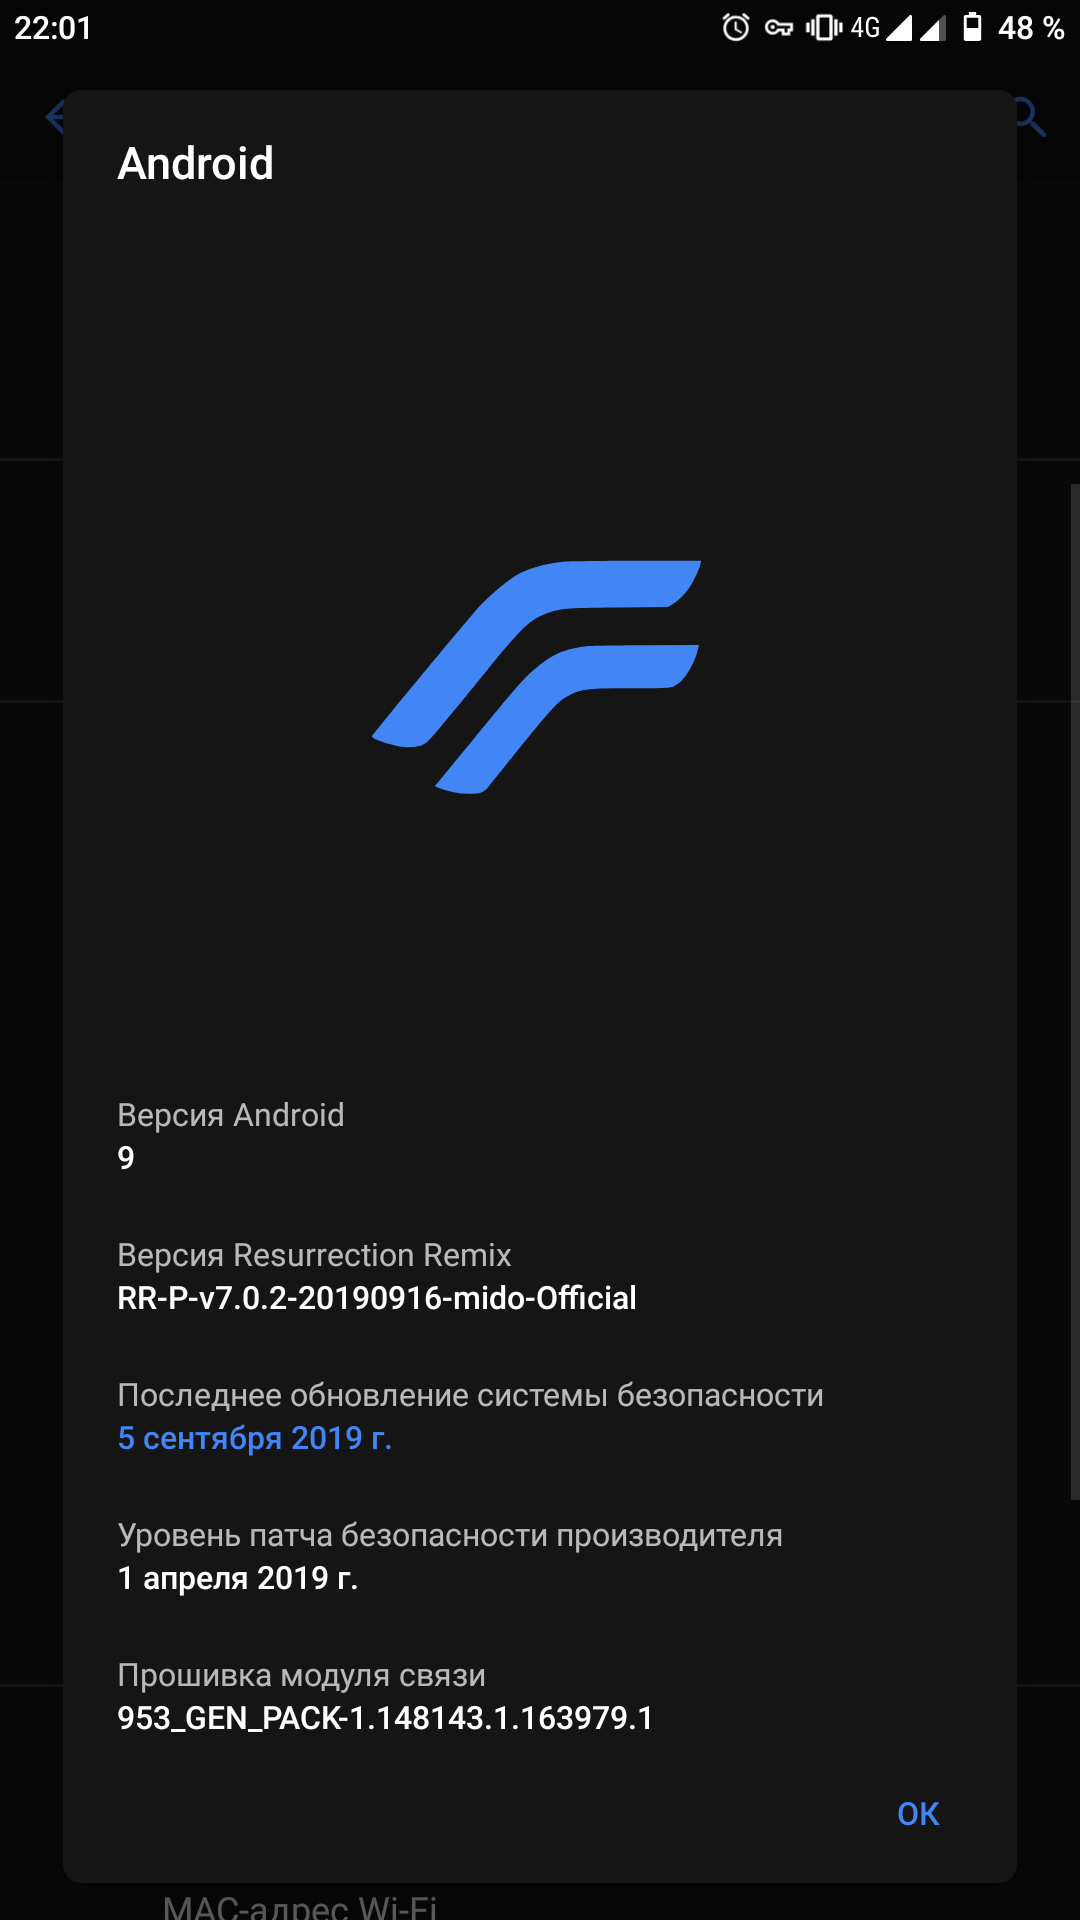 22:01
4G
48 %
Android
Версия Android
9
Версия Resurrection Remix
RR-P-v7.0.2-20190916-mido-Official
Последнее обновление системы безопасности
5 сентября 2019 г.
Уровень патча безопасности производителя
1 апреля 2019 г.
Прошивка модуля связи
953_GEN_PACK-1.148143.1.163979.1
ОК
MAC-адрес Wi-Fi